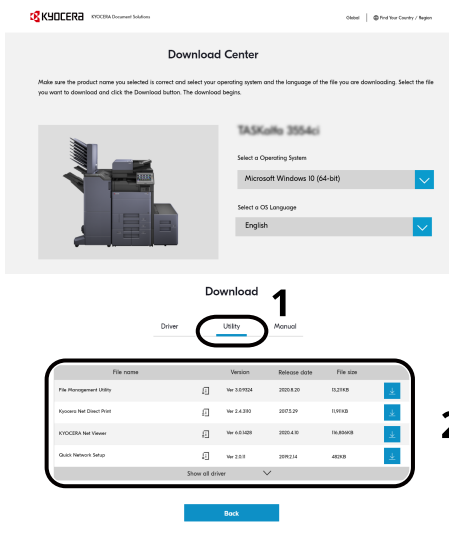 KYOCERA KYOCERA Document Solutions Global Find Your Country / Region
Download Center
Make sure the product name you selected is correct and select your operating system and the language of the file you are downloading. Select the file
you want to download and click the Download button. The download begins.
TASKalfa 3554ci
Select a Operating System
Microsoft Windows 10 (64-bit)
Select a OS Language
English
Download
1
Driver Utility Manual
File name Version Release date File size
File Management Utility Ver 3.0.9324 2020.8.20 13,211KB
Kyocera Net Direct Print Ver 2.4.3110 2017.5.29 11,911KB
KYOCERA Net Viewer Ver 6.0.1428 2020.4.10 116,806KB
2
Quick Network Setup Ver 2.0.11 2019.2.14 482KB
Show all driver
Back